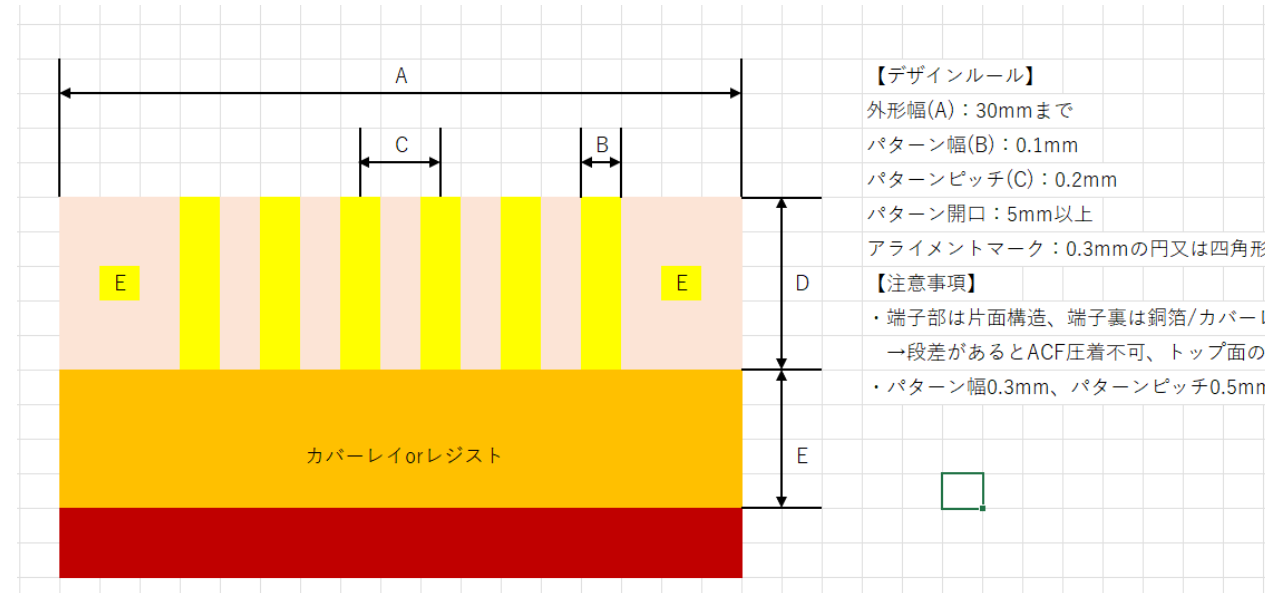 A
C
B
E
E
D
カバーレイorレジスト
E
【デザインルール】
外形幅(A)：30mmまで
パターン幅(B)：0.1mm
パターンピッチ(C)：0.2mm
パターン開口：5mm以上
アライメントマーク：0.3mmの円又は四角形
【注意事項】
・端子部は片面構造、端子裏は銅箔/カバー
→段差があるとACF圧着不可、トップ面の
・パターン幅0.3mm、パターンピッチ0.5mm